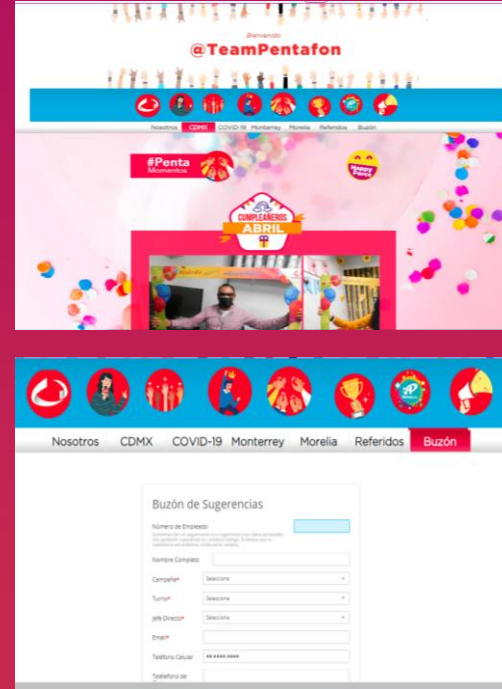 Bienvenido
@TeamPentafon
Nosotros CDMX COVID-19 Monterrey Morelia Referidos Buzón
#Penta
Momentos
Happy
Force
CUMPLEAÑEROS
ABRIL
Nosotros CDMX COVID-19 Monterrey Morelia Referidos Buzón
Buzón de Sugerencias
Número de Empleado
Nombre Completo
Campaña*
Selecciona
Turno*
Selecciona
Jefe Directo*
Selecciona
Email*
Teléfono Celular
##-####-####
Teléfono de